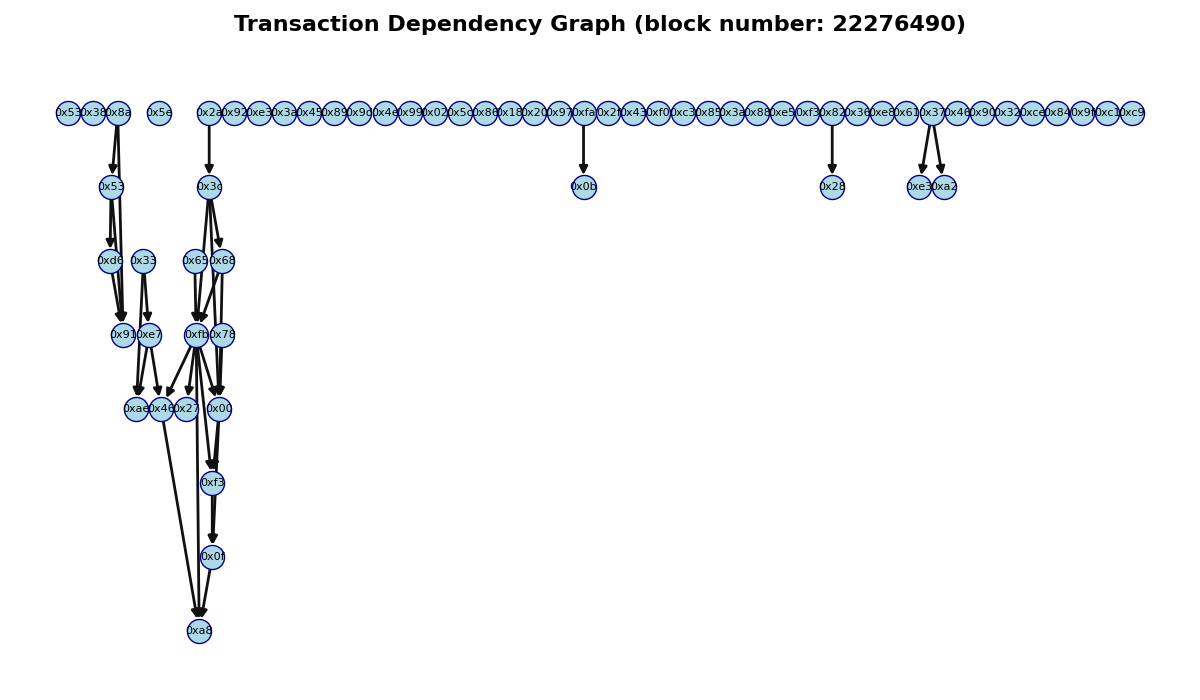 Transaction Dependency Graph (block number: 22276490)
0x53 0x38 0x8a 0x5e 0x2a 0x92 0xe3 0x3a 0x45 0x89 0x9d 0x4e 0x99 0x02 0x5c 0x86 0x18 0x20 0x97 0xfa 0x2f 0x43 0xf0 0xc3 0x85 0x3a 0x88 0xe5 0xf3 0x82 0x36 0xe8 0x61 0x37 0x46 0x90 0x32 0xce 0x84 0x9f 0xc1 0xc9
0x53 0x3c 0x0b 0x28 0xe3 0xa2
0xd6 0x33 0x65 0x68
0x91 0xe7 0xfb 0x78
0xae 0x46 0x27 0x00
0xf3
0x0f
0xa8